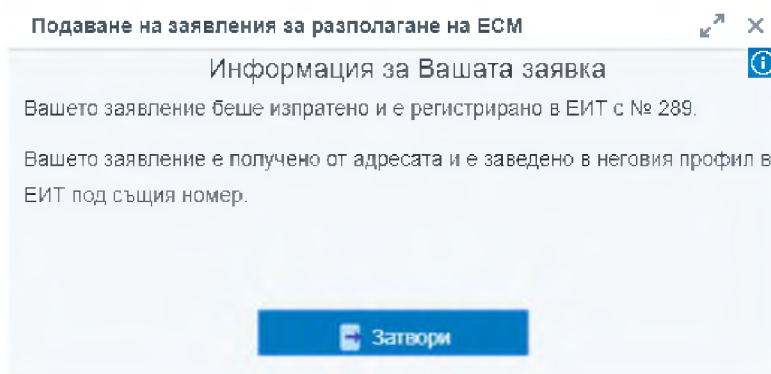 Подаване на заявления за разполагане на ЕСМ
Информация за Вашата заявка
Вашето заявление беше изпратено и е регистрирано в ЕИТ с № 289.
Вашето заявление е получено от адресата и е заведено в неговия профил в
ЕИТ под същия номер.
Затвори